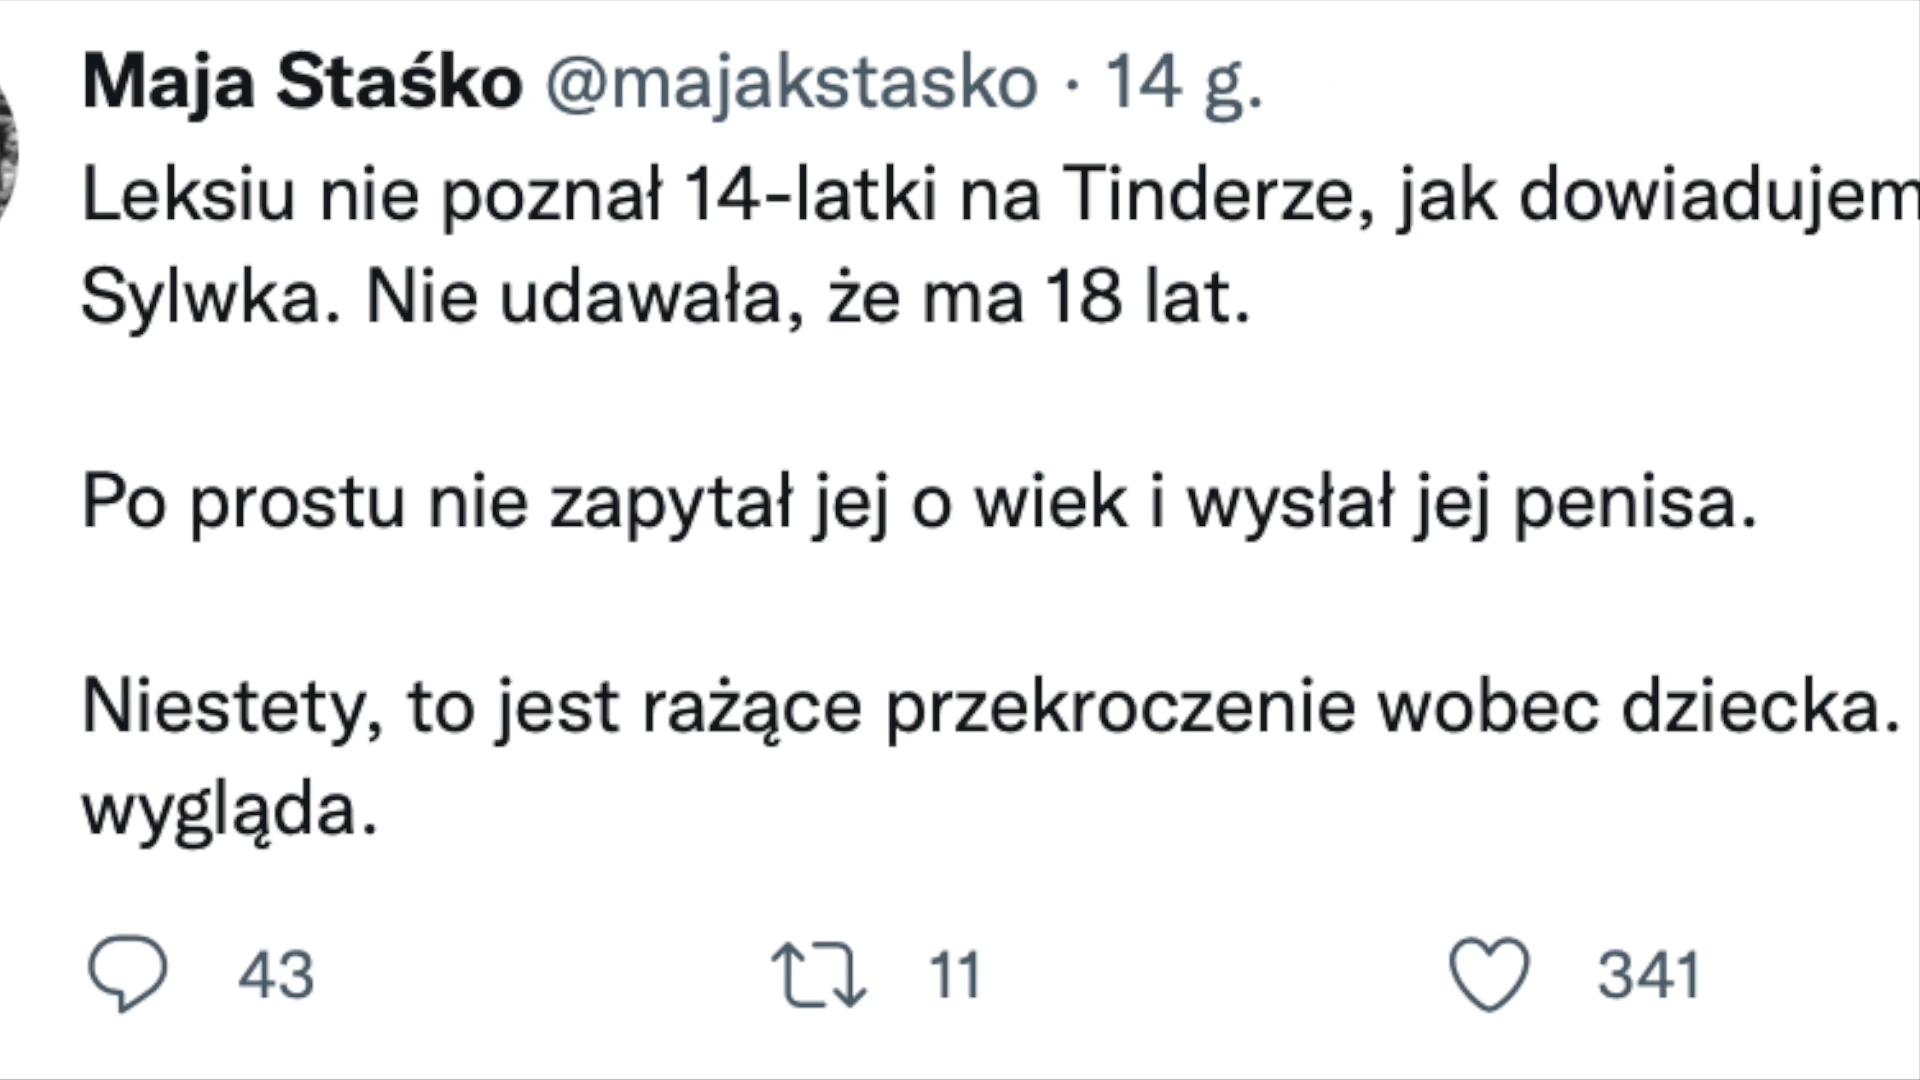 Maja Staśko @majakstasko · 14 g.
Leksiu nie poznał 14-latki na Tinderze, jak dowiadujem
Sylwka. Nie udawała, że ma 18 lat.
Po prostu nie zapytał jej o wiek i wysłał jej penisa.
Niestety, to jest rażące przekroczenie wobec dziecka.
wygląda.
43 11 341